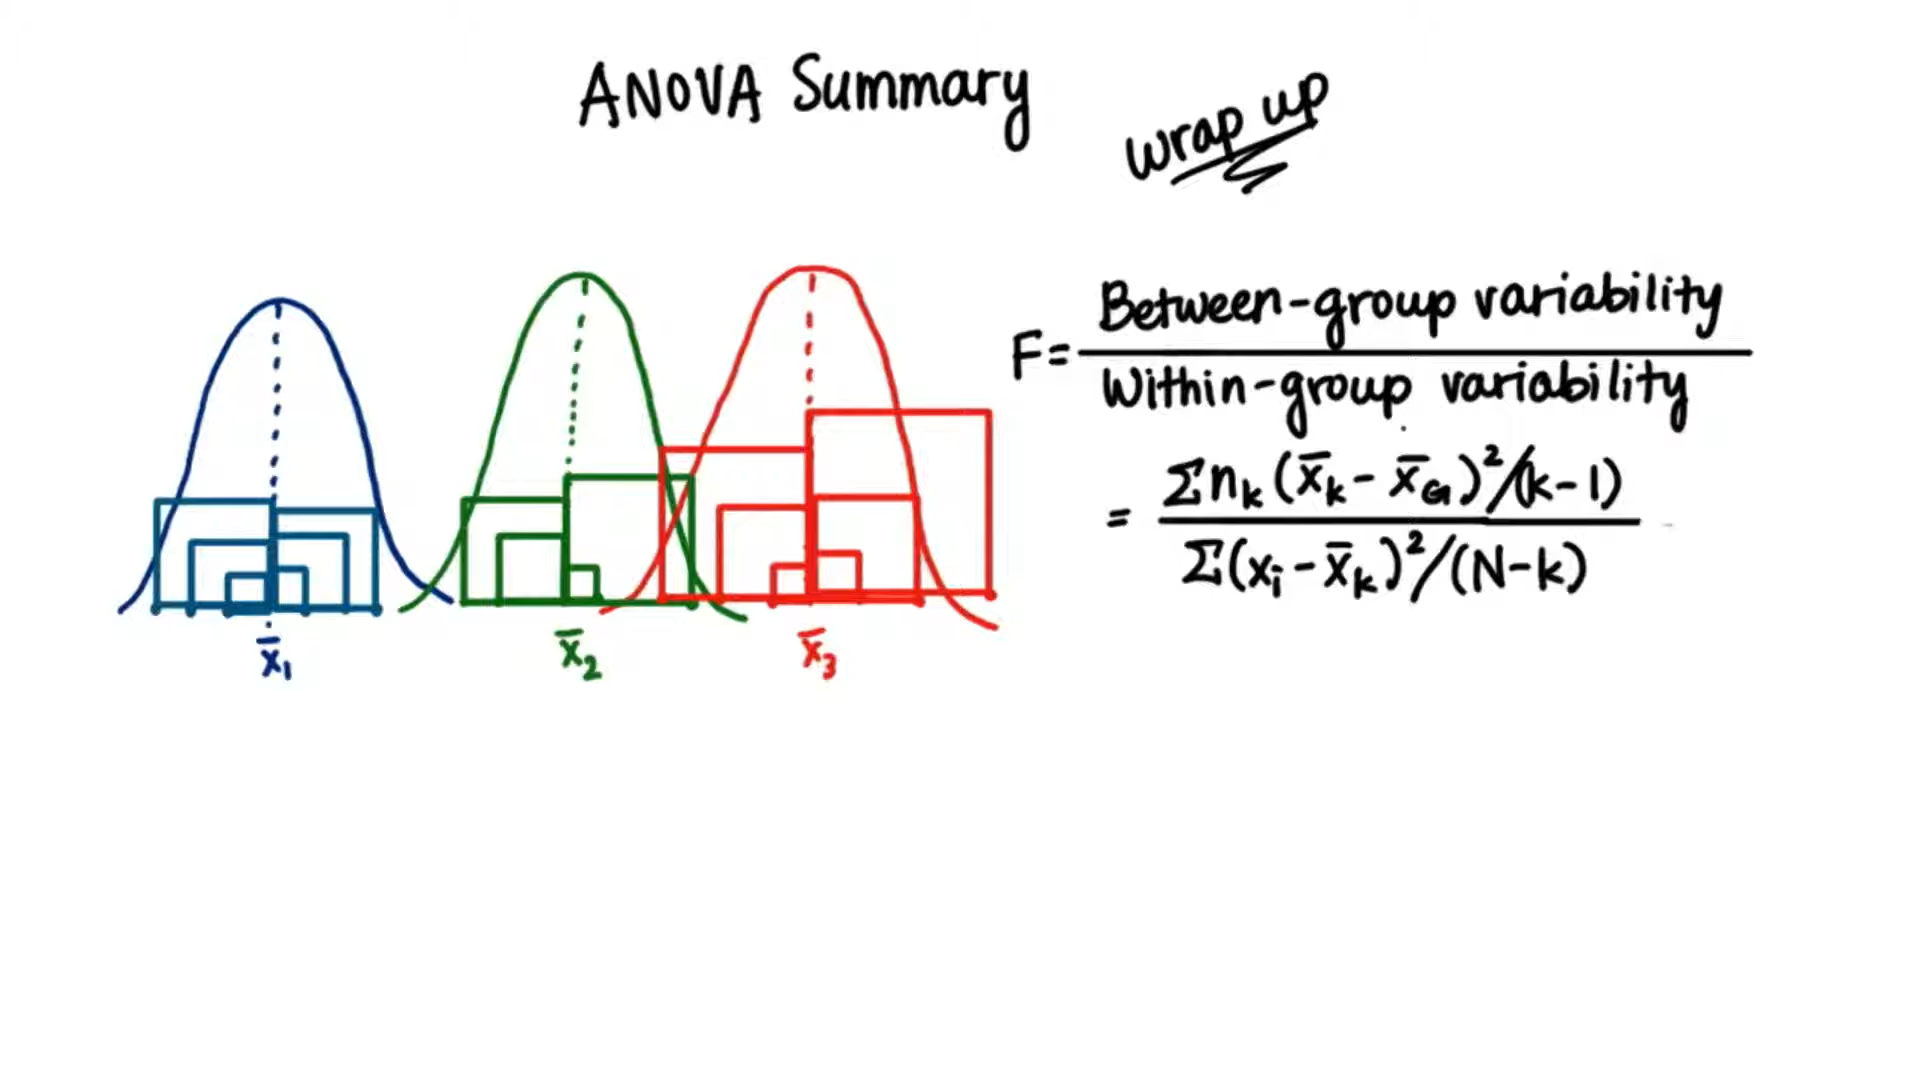 ANOVA Summary
wrap up
F = Between-group variability
Within-group variability
= Σn_k (x̄_k - x̄_G)²/(k-1)
Σ(x_i - x̄_k)²/(N-k)
x̄₁
x̄₂
x̄₃